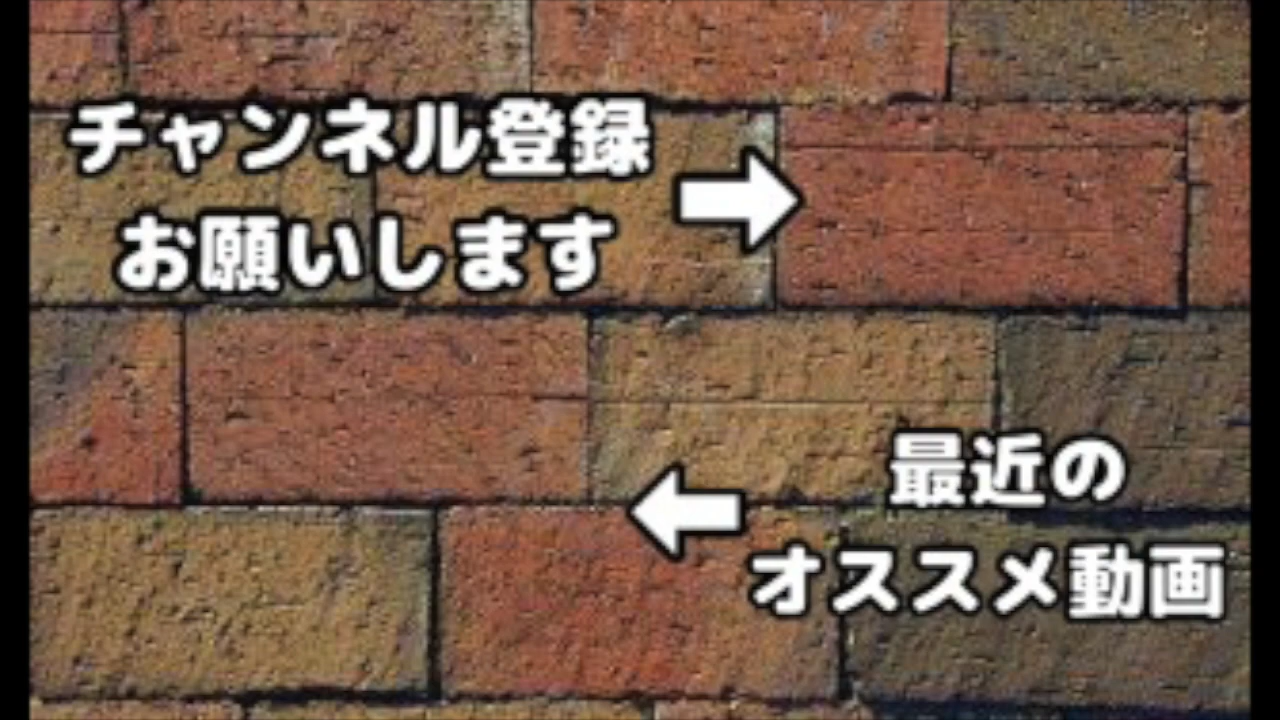 チャンネル登録
お願いします
最近の
オススメ動画